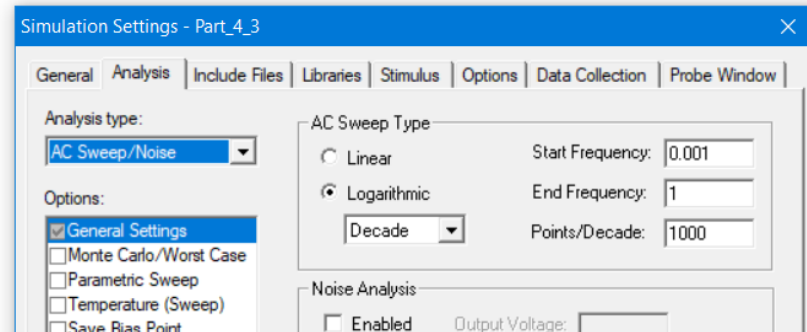 Simulation Settings - Part_4_3
General Analysis Include Files Libraries Stimulus Options Data Collection Probe Window
Analysis type:
AC Sweep/Noise
Options:
General Settings
Monte Carlo/Worst Case
Parametric Sweep
Temperature (Sweep)
Save Bias Point
AC Sweep Type
Linear
Logarithmic
Decade
Start Frequency: 0.001
End Frequency: 1
Points/Decade: 1000
Noise Analysis
Enabled Output Voltage: